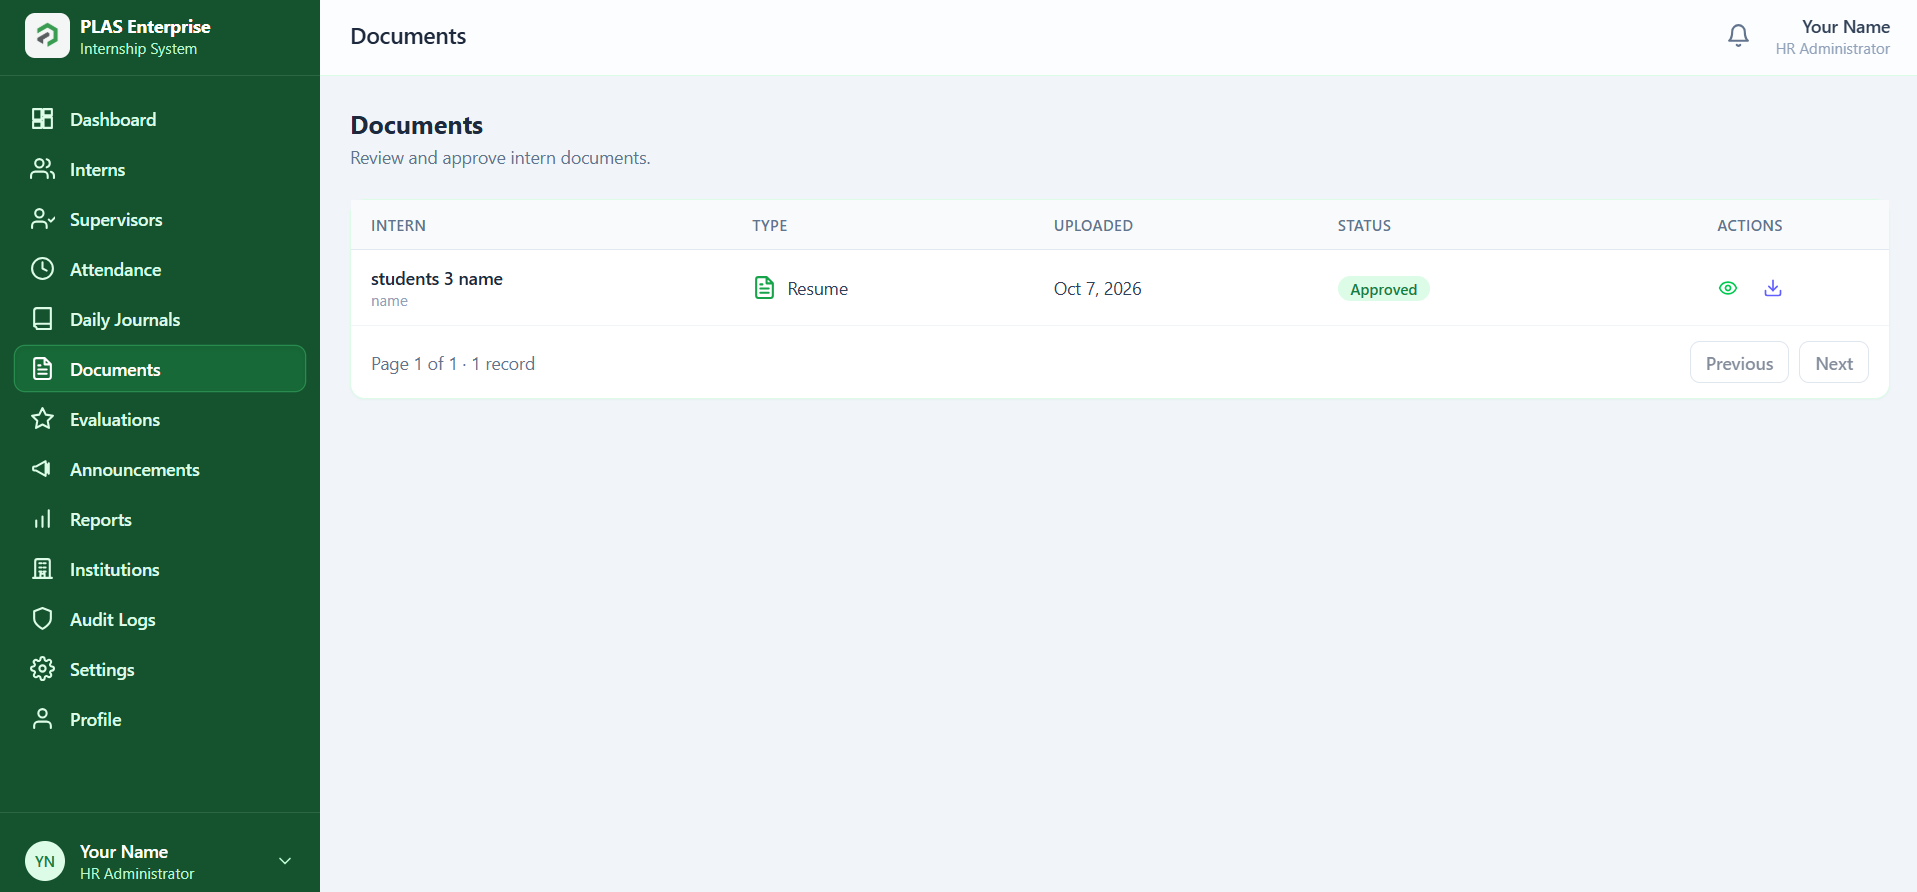 PLAS Enterprise
Internship System
Dashboard
Interns
Supervisors
Attendance
Daily Journals
Documents
Evaluations
Announcements
Reports
Institutions
Audit Logs
Settings
Profile
YN
Your Name
HR Administrator
Documents
Your Name
HR Administrator
Documents
Review and approve intern documents.
INTERN TYPE UPLOADED STATUS ACTIONS
students 3 name
name
Resume Oct 7, 2026 Approved
Page 1 of 1 · 1 record
Previous Next